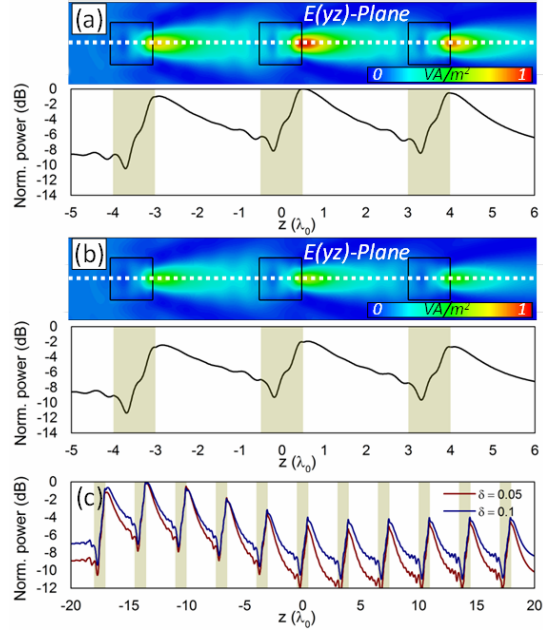 (a)
E(yz)-Plane
0 VA/m² 1
Norm. power (dB)
0
-2
-4
-6
-8
-10
-12
-14
-5 -4 -3 -2 -1 0 1 2 3 4 5 6
z (λ₀)
(b)
E(yz)-Plane
0 VA/m² 1
Norm. power (dB)
0
-2
-4
-6
-8
-10
-12
-14
-5 -4 -3 -2 -1 0 1 2 3 4 5 6
z (λ₀)
(c)
δ = 0.05
δ = 0.1
Norm. power (dB)
0
-2
-4
-6
-8
-10
-12
-20 -15 -10 -5 0 5 10 15 20
z (λ₀)